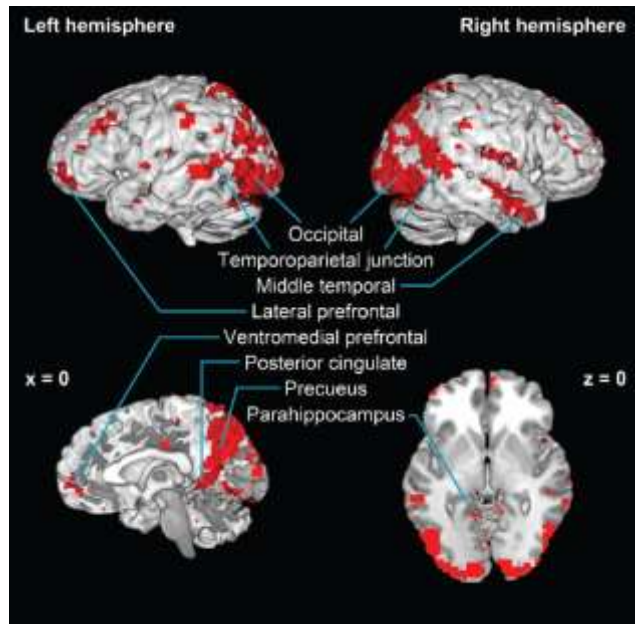 Left hemisphere
Right hemisphere
Occipital
Temporoparietal junction
Middle temporal
Lateral prefrontal
Ventromedial prefrontal
Posterior cingulate
x = 0
z = 0
Precueus
Parahippocampus